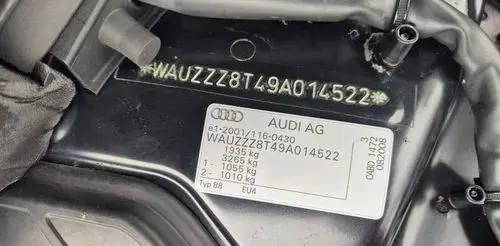 *WAUZZZ8T49A014522*
AUDI AG
e1-2001/116-0430
WAUZZZ8T49A014522
1935 kg
3265 kg
1- 1055 kg
2- 1010 kg
Typ B8 EU4
CABD 1472 3
082008